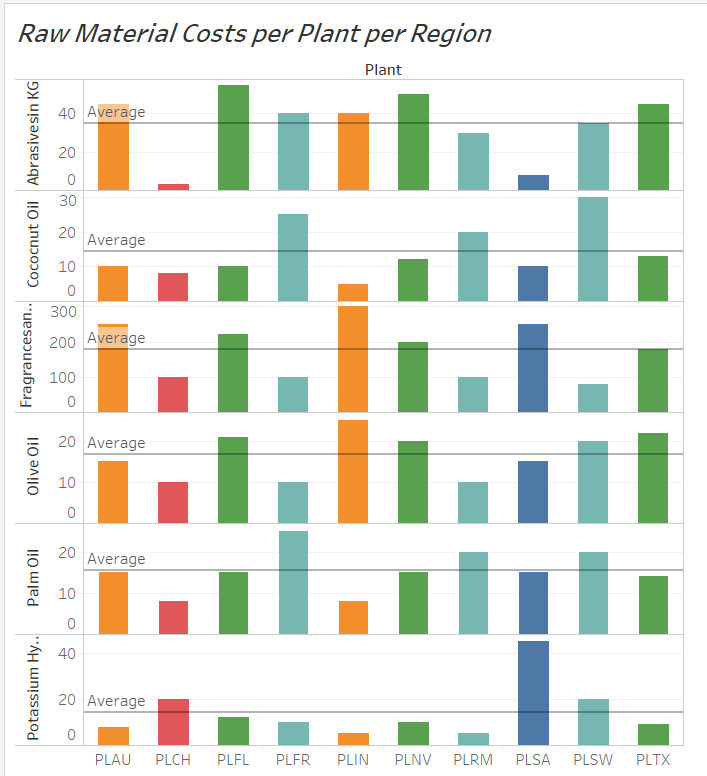 Raw Material Costs per Plant per Region
Plant
Abrasivesin KG
40
20
0
Average
Cococnut Oil
30
20
10
0
Average
Fragrancesan..
300
200
100
0
Average
Olive Oil
20
10
0
Average
Palm Oil
20
10
0
Average
Potassium Hy..
40
20
0
Average
PLAU PLCH PLFL PLFR PLIN PLNV PLRM PLSA PLSW PLTX